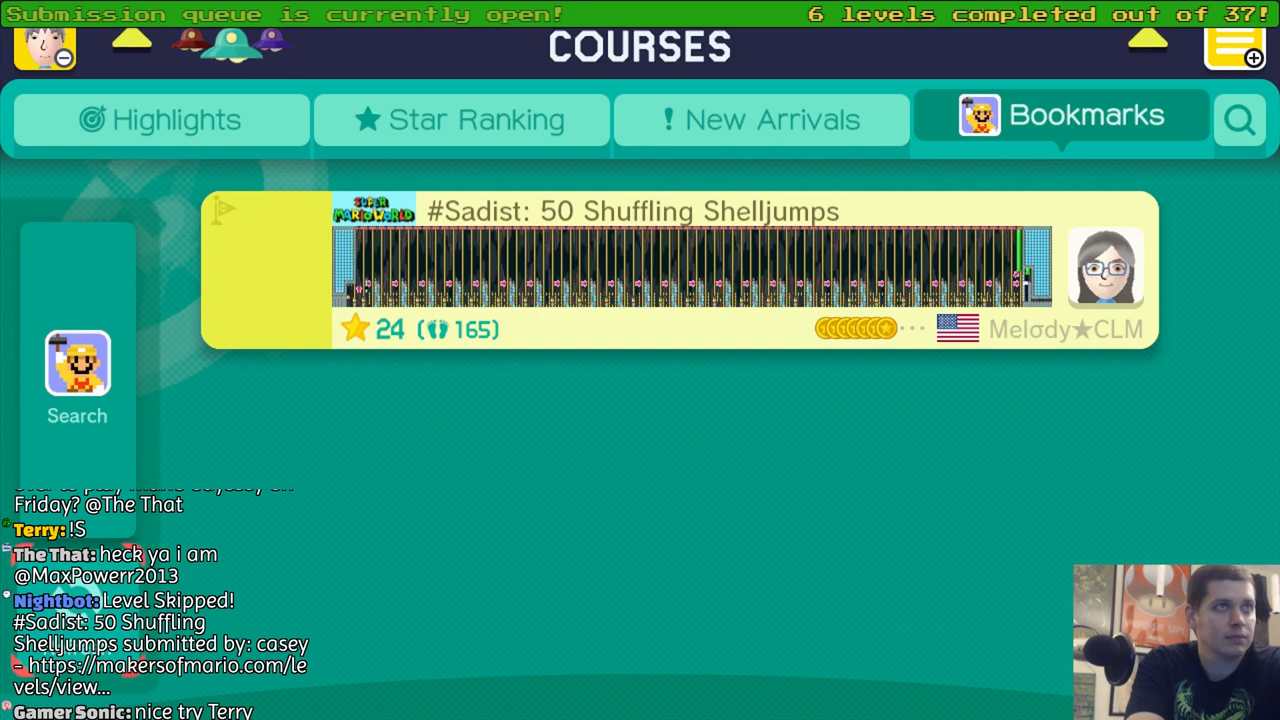 Submission queue is currently open!
6 levels completed out of 37!
COURSES
Highlights
Star Ranking
! New Arrivals
Bookmarks
SUPER
MARIO WORLD
#Sadist: 50 Shuffling Shelljumps
24 ( 165)
Melody★CLM
Search
Friday? @The That
Terry: !S
The That: heck ya i am
@MaxPowerr2013
Nightbot: Level Skipped!
#Sadist: 50 Shuffling
Shelljumps submitted by: casey
- https://makersofmario.com/le
vels/view...
Gamer Sonic: nice try Terry